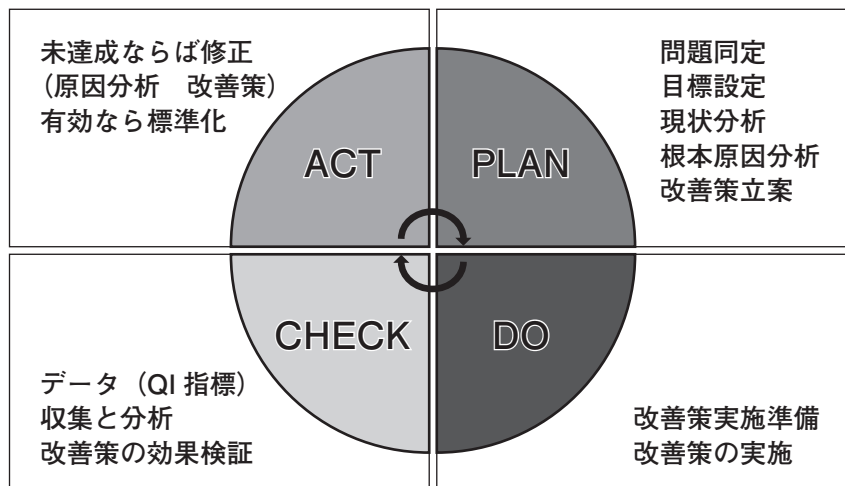 未達成ならば修正
（原因分析　改善策）
有効なら標準化
ACT
PLAN
問題同定
目標設定
現状分析
根本原因分析
改善策立案
CHECK
データ（QI 指標）
収集と分析
改善策の効果検証
DO
改善策実施準備
改善策の実施